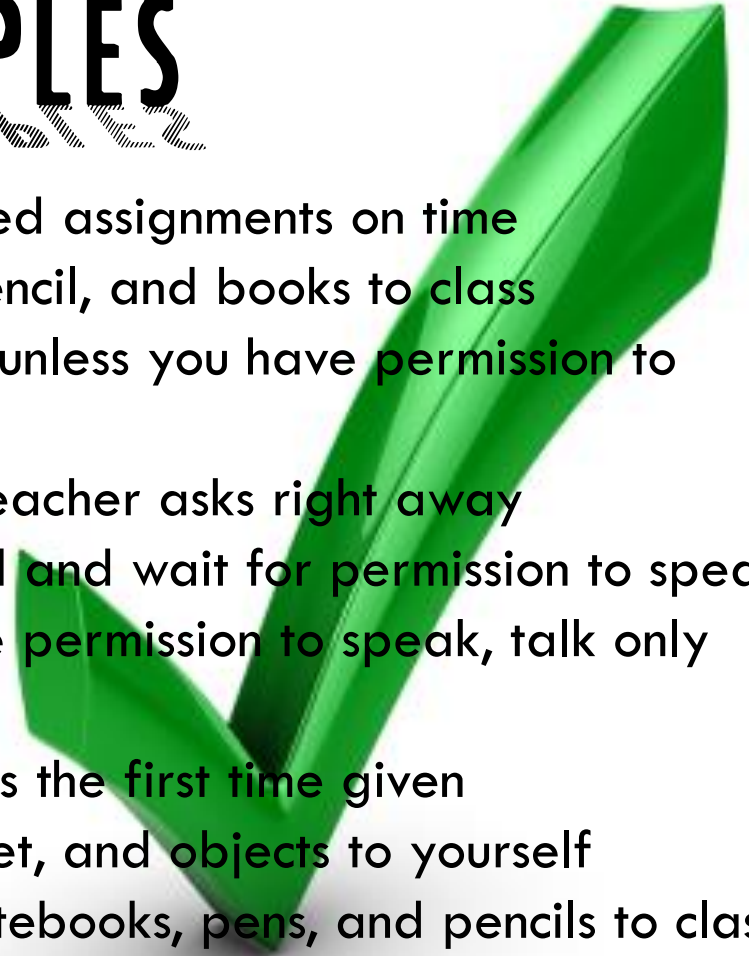 PLES
ed assignments on time
encil, and books to class
unless you have permission to
eacher asks right away
and wait for permission to spea
permission to speak, talk only
s the first time given
et, and objects to yourself
tebooks, pens, and pencils to clas